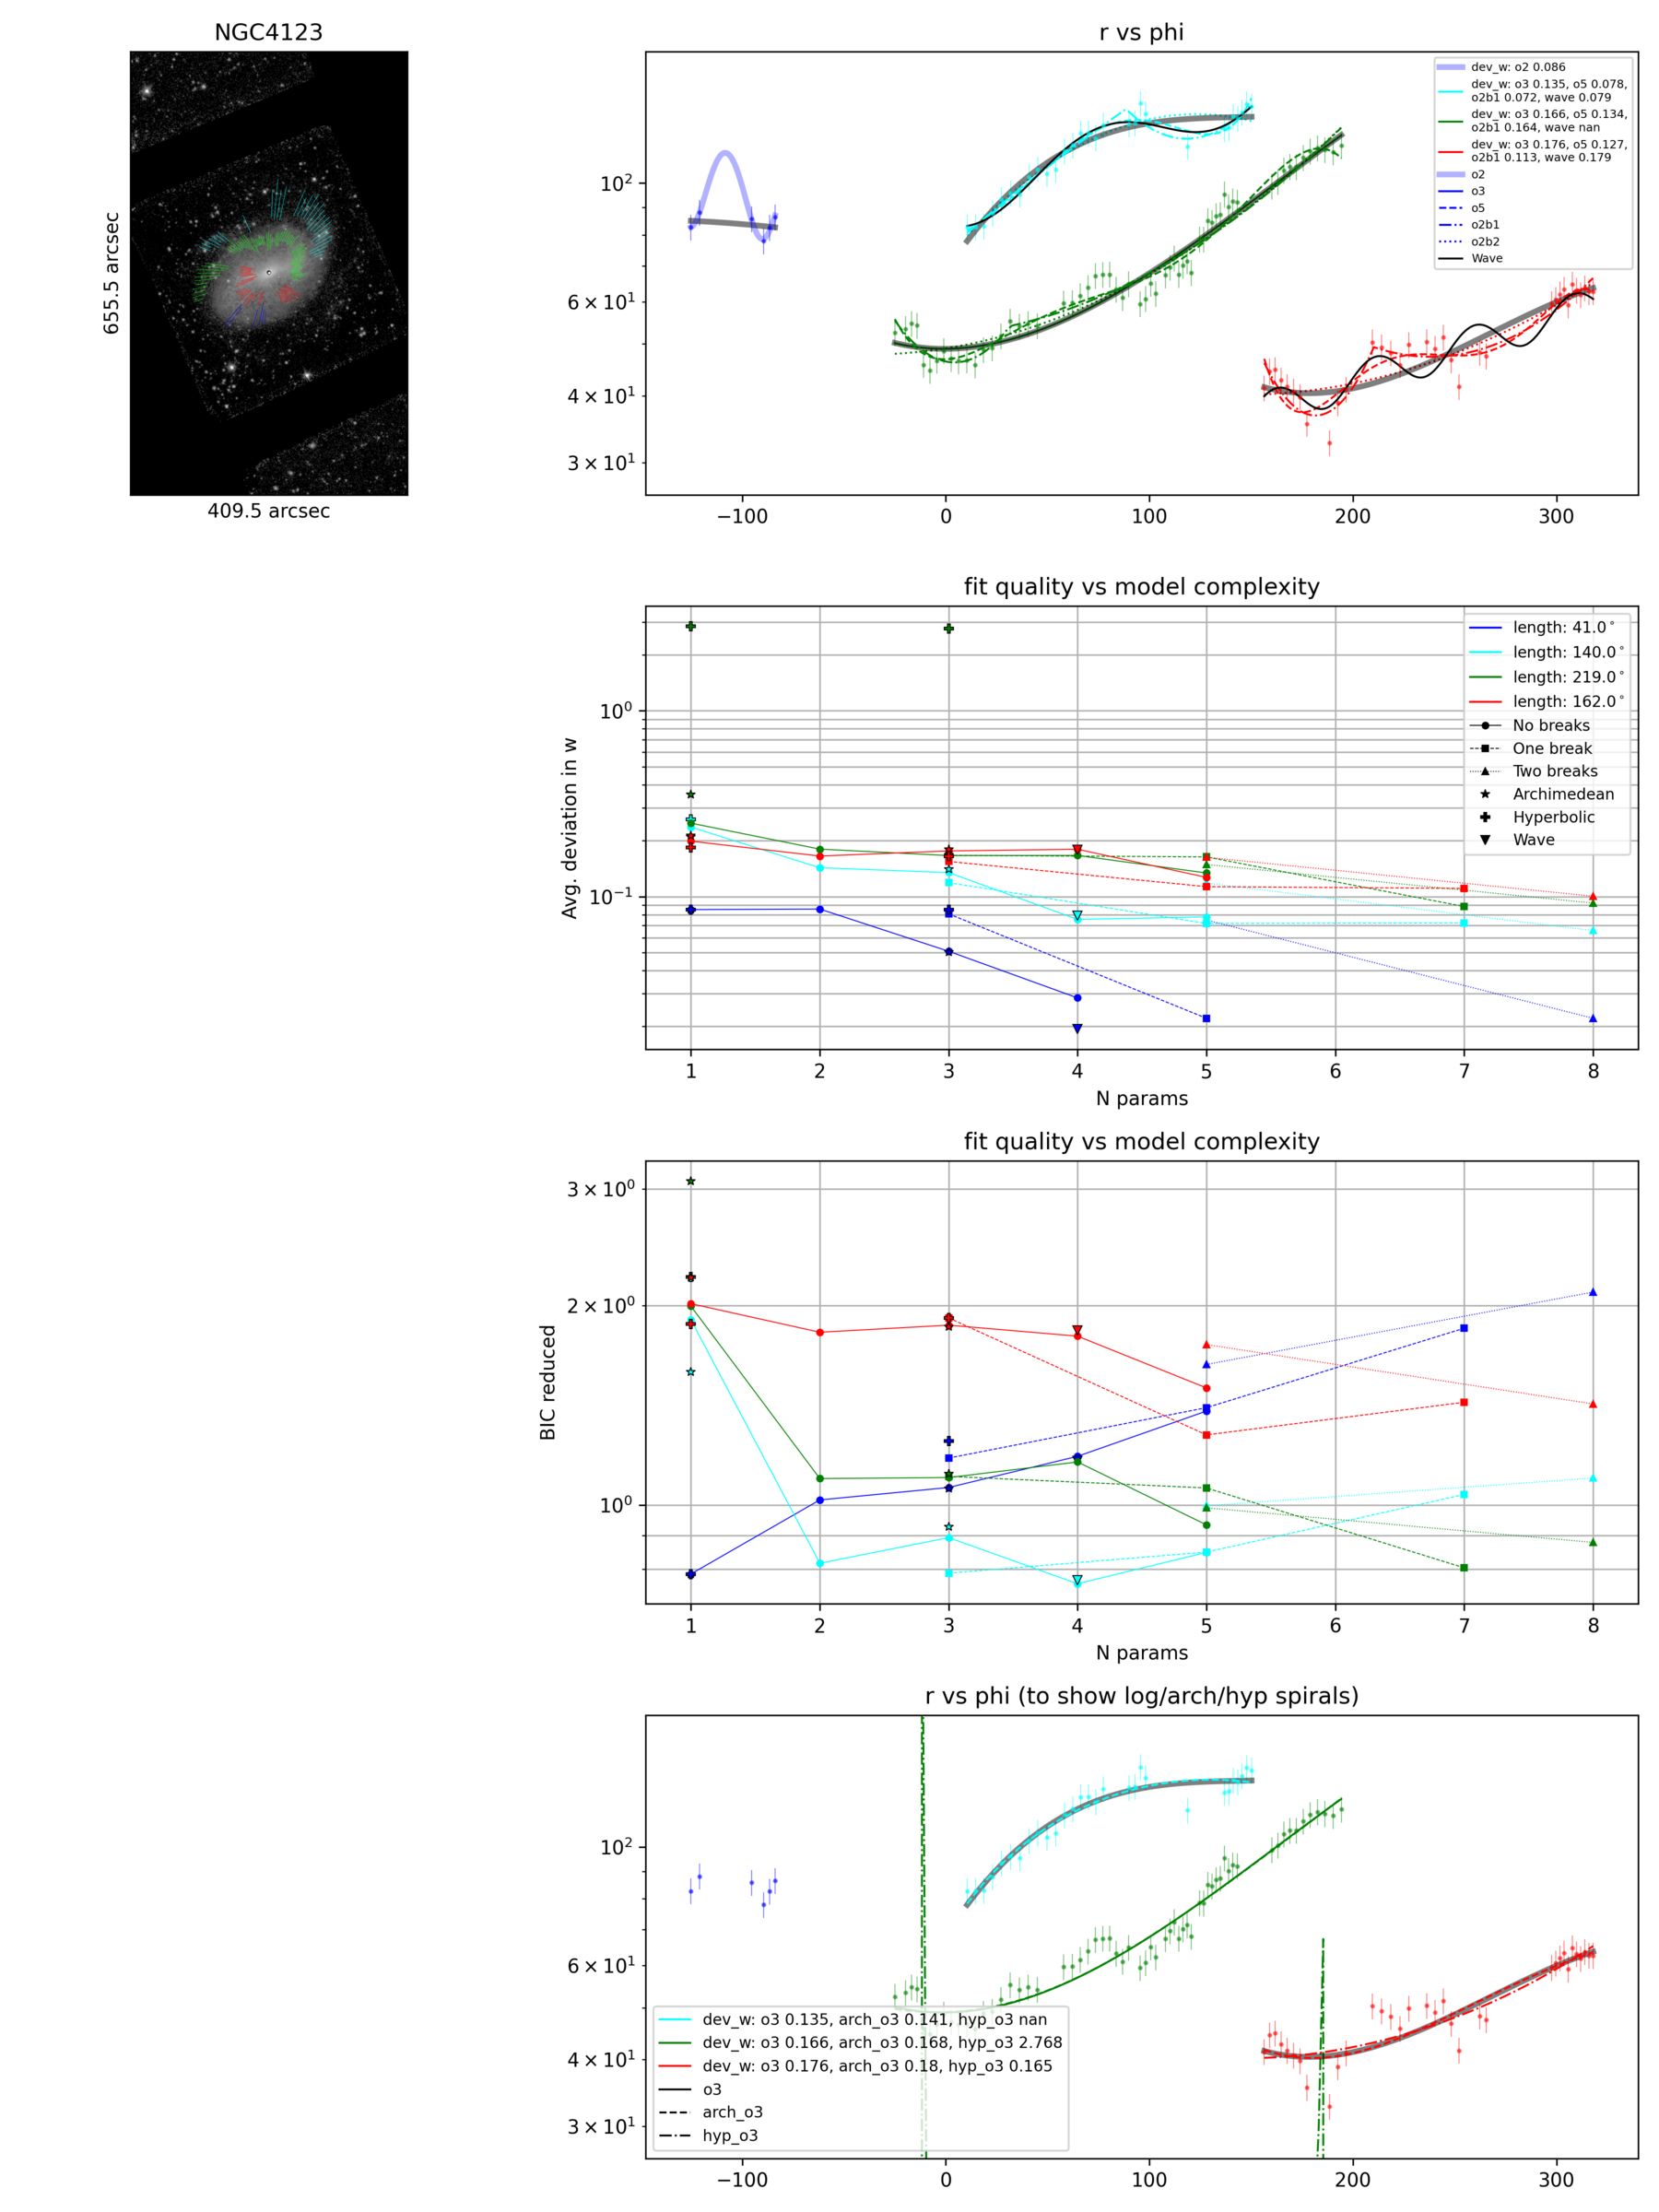 NGC4123
655.5 arcsec
409.5 arcsec
r vs phi
10²
6 × 10¹
4 × 10¹
3 × 10¹
−100
0
100
200
300
dev_w: o2 0.086
dev_w: o3 0.135, o5 0.078,
o2b1 0.072, wave 0.079
dev_w: o3 0.166, o5 0.134,
o2b1 0.164, wave nan
dev_w: o3 0.176, o5 0.127,
o2b1 0.113, wave 0.179
o2
o3
o5
o2b1
o2b2
Wave
fit quality vs model complexity
Avg. deviation in w
10⁰
10⁻¹
1
2
3
4
5
6
7
8
N params
length: 41.0°
length: 140.0°
length: 219.0°
length: 162.0°
No breaks
One break
Two breaks
Archimedean
Hyperbolic
Wave
fit quality vs model complexity
BIC reduced
3 × 10⁰
2 × 10⁰
10⁰
1
2
3
4
5
6
7
8
N params
r vs phi (to show log/arch/hyp spirals)
10²
6 × 10¹
4 × 10¹
3 × 10¹
dev_w: o3 0.135, arch_o3 0.141, hyp_o3 nan
dev_w: o3 0.166, arch_o3 0.168, hyp_o3 2.768
dev_w: o3 0.176, arch_o3 0.18, hyp_o3 0.165
o3
arch_o3
hyp_o3
−100
0
100
200
300